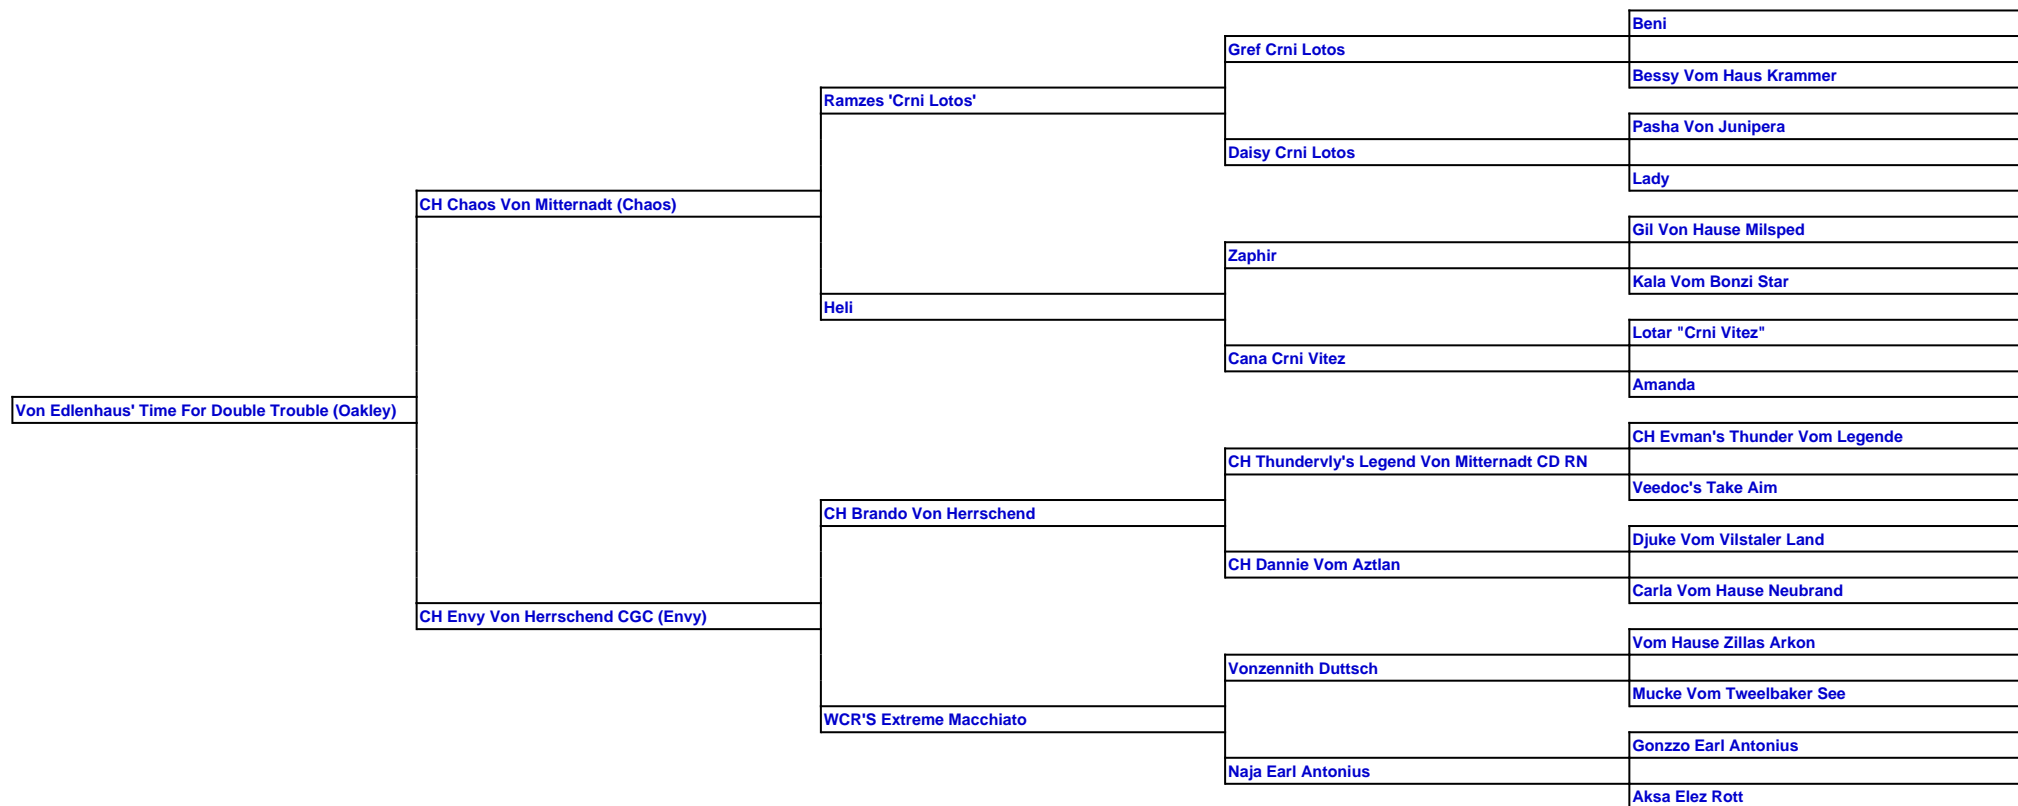 Beni
Gref Crni Lotos
Bessy Vom Haus Krammer
Ramzes 'Crni Lotos'
Pasha Von Junipera
Daisy Crni Lotos
Lady
CH Chaos Von Mitternadt (Chaos)
Gil Von Hause Milsped
Zaphir
Kala Vom Bonzi Star
Heli
Lotar "Crni Vitez"
Cana Crni Vitez
Amanda
Von Edlenhaus' Time For Double Trouble (Oakley)
CH Evman's Thunder Vom Legende
CH Thundervly's Legend Von Mitternadt CD RN
Veedoc's Take Aim
CH Brando Von Herrschend
Djuke Vom Vilstaler Land
CH Dannie Vom Aztlan
Carla Vom Hause Neubrand
CH Envy Von Herrschend CGC (Envy)
Vom Hause Zillas Arkon
Vonzennith Duttsch
Mucke Vom Tweelbaker See
WCR'S Extreme Macchiato
Gonzzo Earl Antonius
Naja Earl Antonius
Aksa Elez Rott